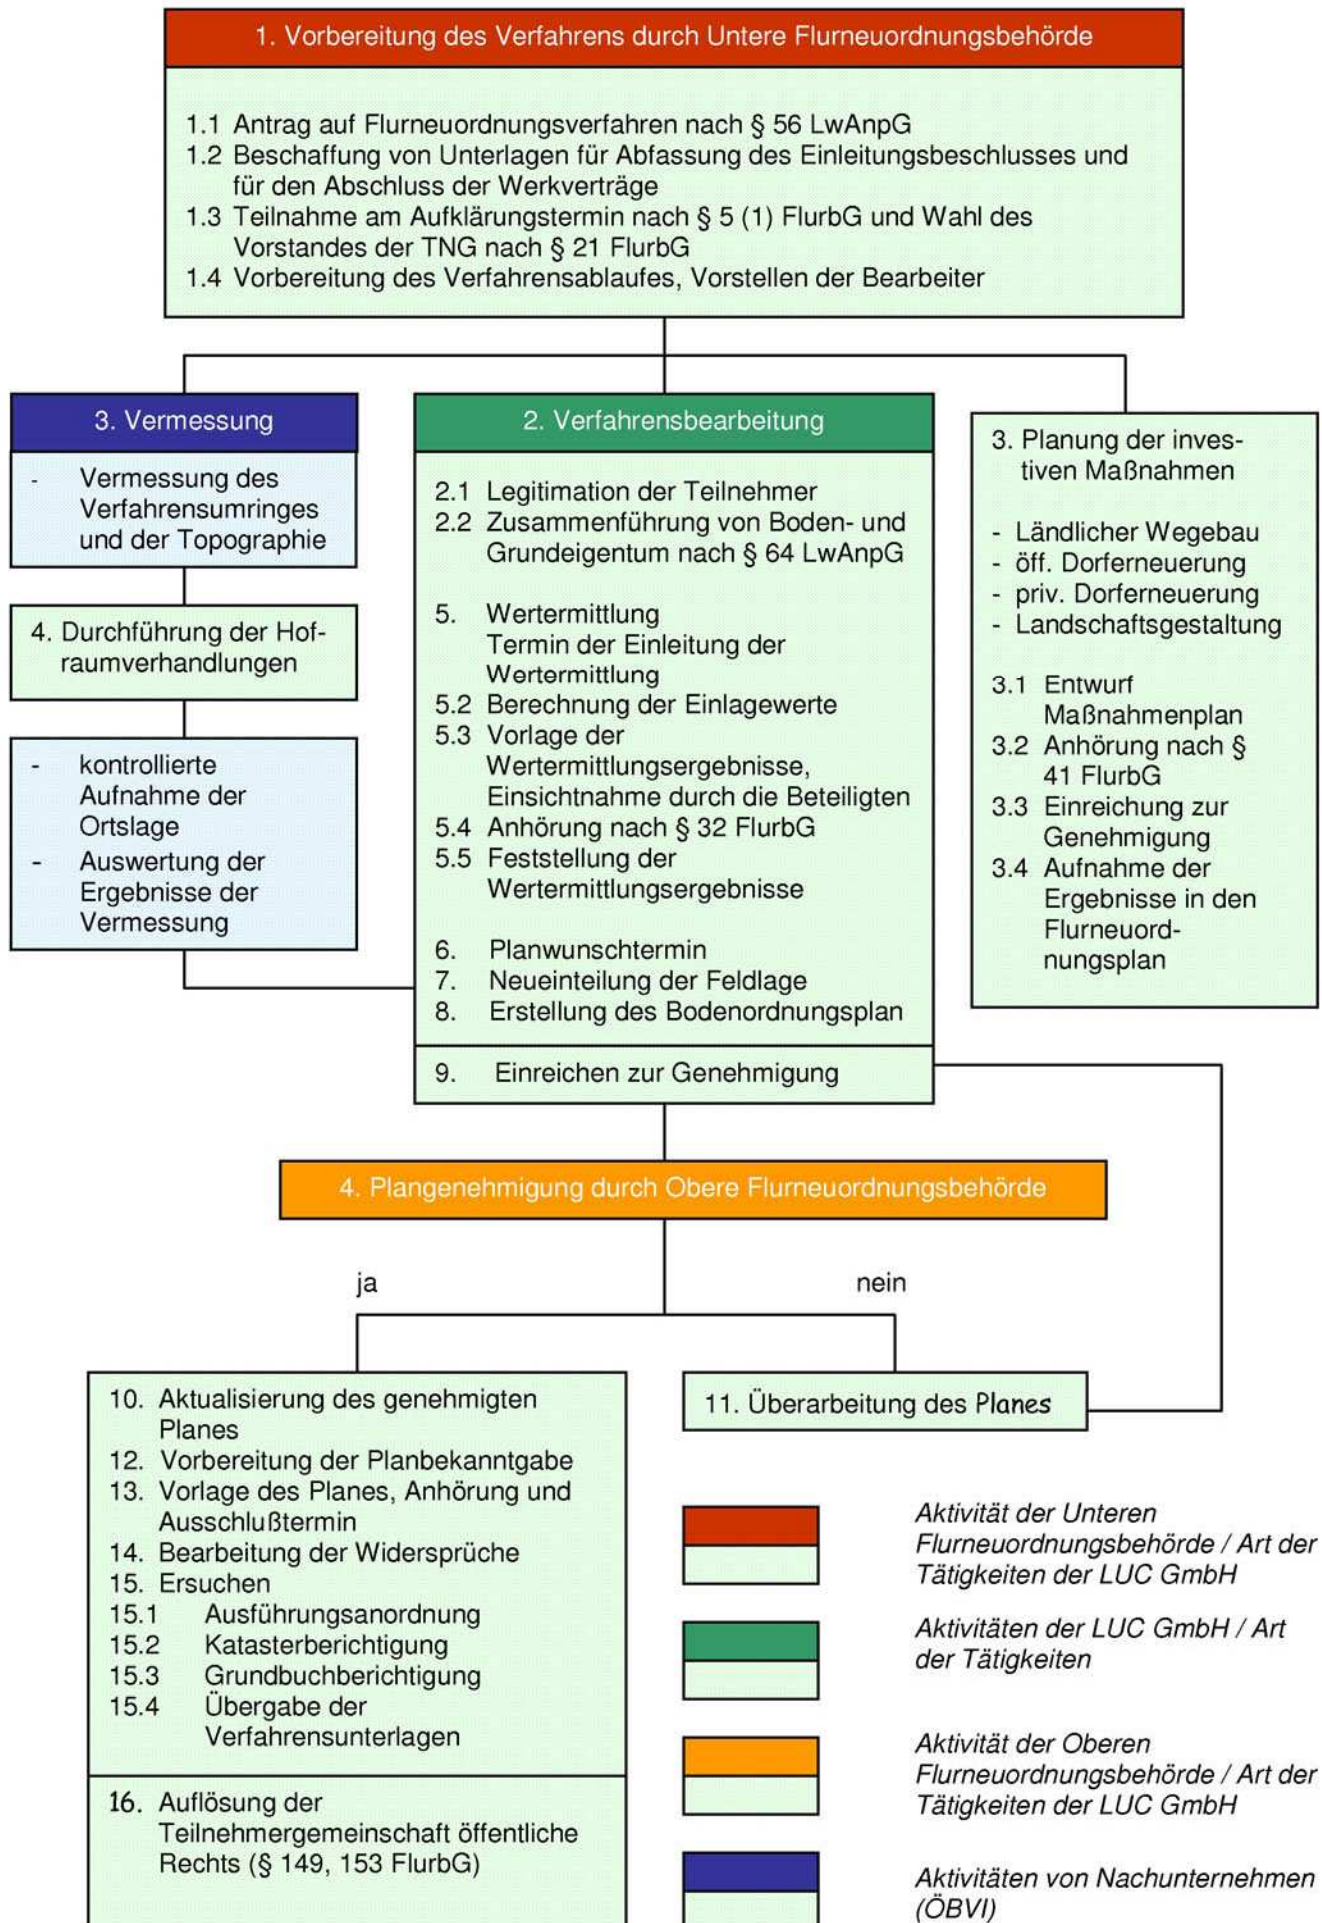 1. Vorbereitung des Verfahrens durch Untere Flurneuordnungsbehörde
1.1 Antrag auf Flurneuordnungsverfahren nach § 56 LwAnpG
1.2 Beschaffung von Unterlagen für Abfassung des Einleitungsbeschlusses und
für den Abschluss der Werkverträge
1.3 Teilnahme am Aufklärungstermin nach § 5 (1) FlurbG und Wahl des
Vorstandes der TNG nach § 21 FlurbG
1.4 Vorbereitung des Verfahrensablaufes, Vorstellen der Bearbeiter
3. Vermessung
- Vermessung des
Verfahrensumringes
und der Topographie
4. Durchführung der Hof-
raumverhandlungen
- kontrollierte
Aufnahme der
Ortslage
- Auswertung der
Ergebnisse der
Vermessung
2. Verfahrensbearbeitung
2.1 Legitimation der Teilnehmer
2.2 Zusammenführung von Boden- und
Grundeigentum nach § 64 LwAnpG
5. Wertermittlung
Termin der Einleitung der
Wertermittlung
5.2 Berechnung der Einlagewerte
5.3 Vorlage der
Wertermittlungsergebnisse,
Einsichtnahme durch die Beteiligten
5.4 Anhörung nach § 32 FlurbG
5.5 Feststellung der
Wertermittlungsergebnisse
6. Planwunschtermin
7. Neueinteilung der Feldlage
8. Erstellung des Bodenordnungsplan
9. Einreichen zur Genehmigung
3. Planung der inves-
tiven Maßnahmen
- Ländlicher Wegebau
- öff. Dorferneuerung
- priv. Dorferneuerung
- Landschaftsgestaltung
3.1 Entwurf
Maßnahmenplan
3.2 Anhörung nach §
41 FlurbG
3.3 Einreichung zur
Genehmigung
3.4 Aufnahme der
Ergebnisse in den
Flurneuord-
nungsplan
4. Plangenehmigung durch Obere Flurneuordnungsbehörde
ja
nein
10. Aktualisierung des genehmigten
Planes
12. Vorbereitung der Planbekanntgabe
13. Vorlage des Planes, Anhörung und
Ausschlußtermin
14. Bearbeitung der Widersprüche
15. Ersuchen
15.1 Ausführungsanordnung
15.2 Katasterberichtigung
15.3 Grundbuchberichtigung
15.4 Übergabe der
Verfahrensunterlagen
16. Auflösung der
Teilnehmergemeinschaft öffentliche
Rechts (§ 149, 153 FlurbG)
11. Überarbeitung des Planes
Aktivität der Unteren
Flurneuordnungsbehörde / Art der
Tätigkeiten der LUC GmbH
Aktivitäten der LUC GmbH / Art
der Tätigkeiten
Aktivität der Oberen
Flurneuordnungsbehörde / Art der
Tätigkeiten der LUC GmbH
Aktivitäten von Nachunternehmen
(ÖBVI)